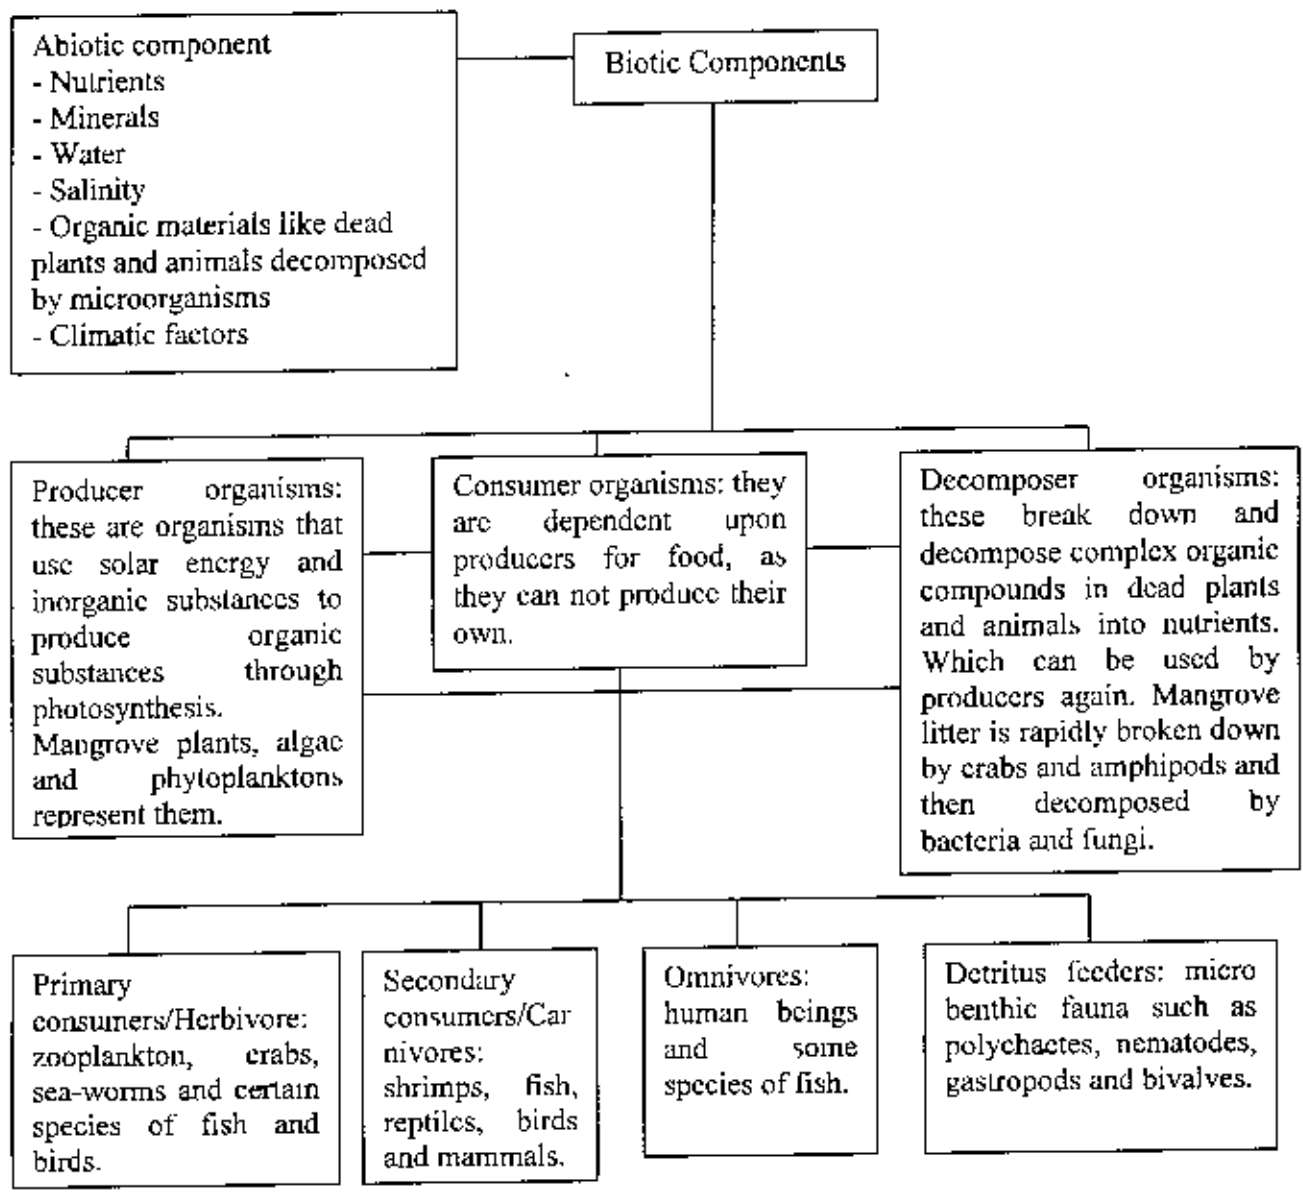 Abiotic component
- Nutrients
- Minerals
- Water
- Salinity
- Organic materials like dead
plants and animals decomposed
by microorganisms
- Climatic factors
Biotic Components
Producer organisms:
these are organisms that
use solar energy and
inorganic substances to
produce organic
substances through
photosynthesis.
Mangrove plants, algae
and phytoplanktons
represent them.
Consumer organisms: they
are dependent upon
producers for food, as
they can not produce their
own.
Decomposer organisms:
these break down and
decompose complex organic
compounds in dead plants
and animals into nutrients.
Which can be used by
producers again. Mangrove
litter is rapidly broken down
by crabs and amphipods and
then decomposed by
bacteria and fungi.
Primary
consumers/Herbivore:
zooplankton, crabs,
sea-worms and certain
species of fish and
birds.
Secondary
consumers/Car
nivores:
shrimps, fish,
reptiles, birds
and mammals.
Omnivores:
human beings
and some
species of fish.
Detritus feeders: micro
benthic fauna such as
polychaetes, nematodes,
gastropods and bivalves.